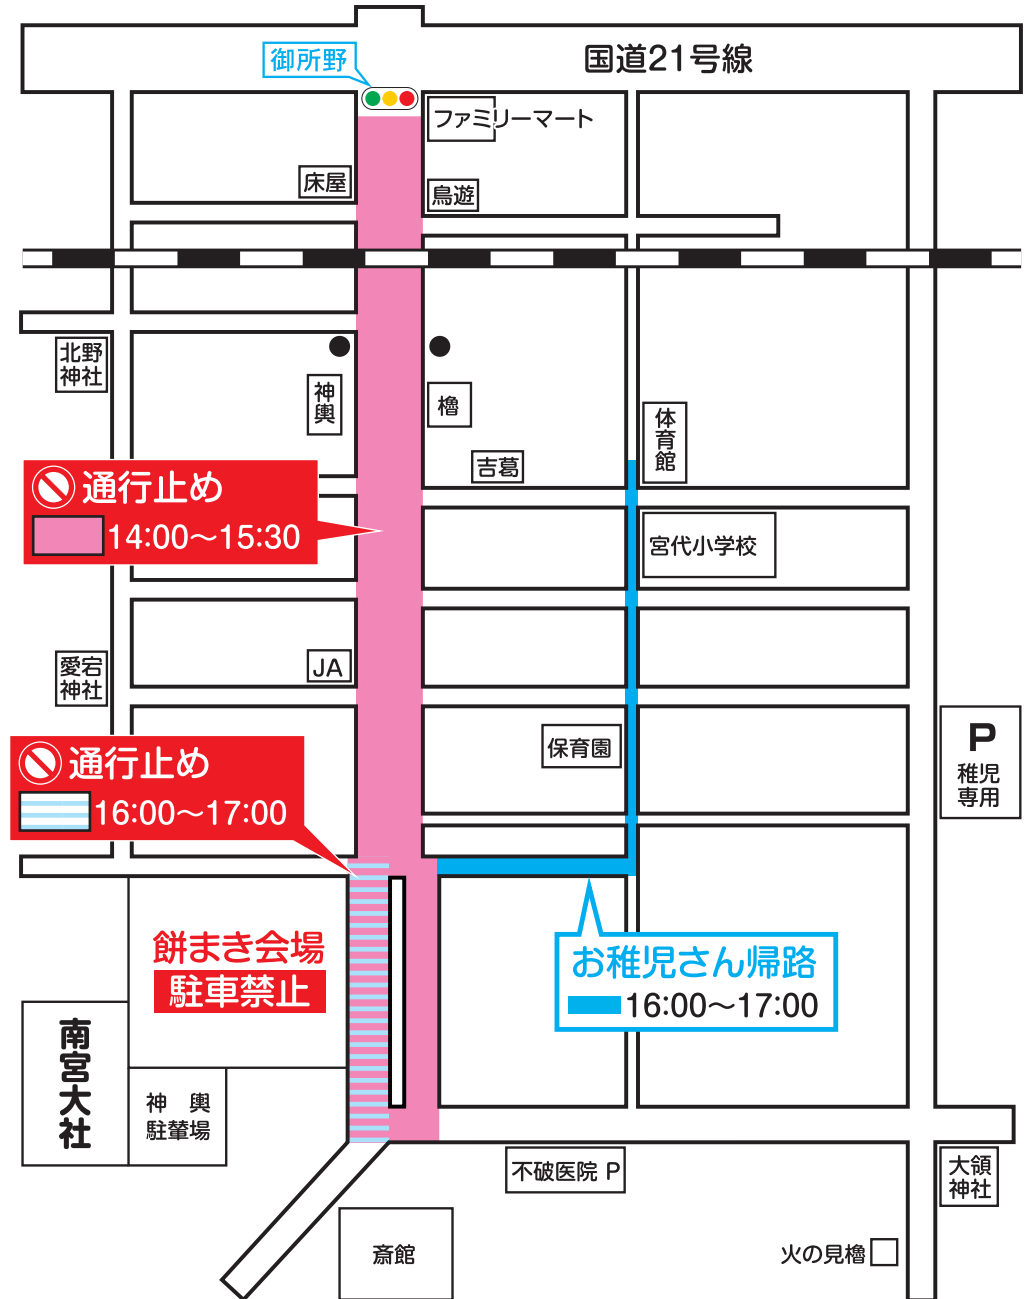 国道21号線
御所野
ファミリーマート
床屋
鳥遊
北野
神社
神輿
櫓
体育館
吉葛
通行止め
14:00～15:30
宮代小学校
JA
愛宕
神社
保育園
P
稚児
専用
通行止め
16:00～17:00
餅まき会場
駐車禁止
お稚児さん帰路
16:00～17:00
南宮大社
神 輿
駐輦場
不破医院 P
大領
神社
斎館
火の見櫓